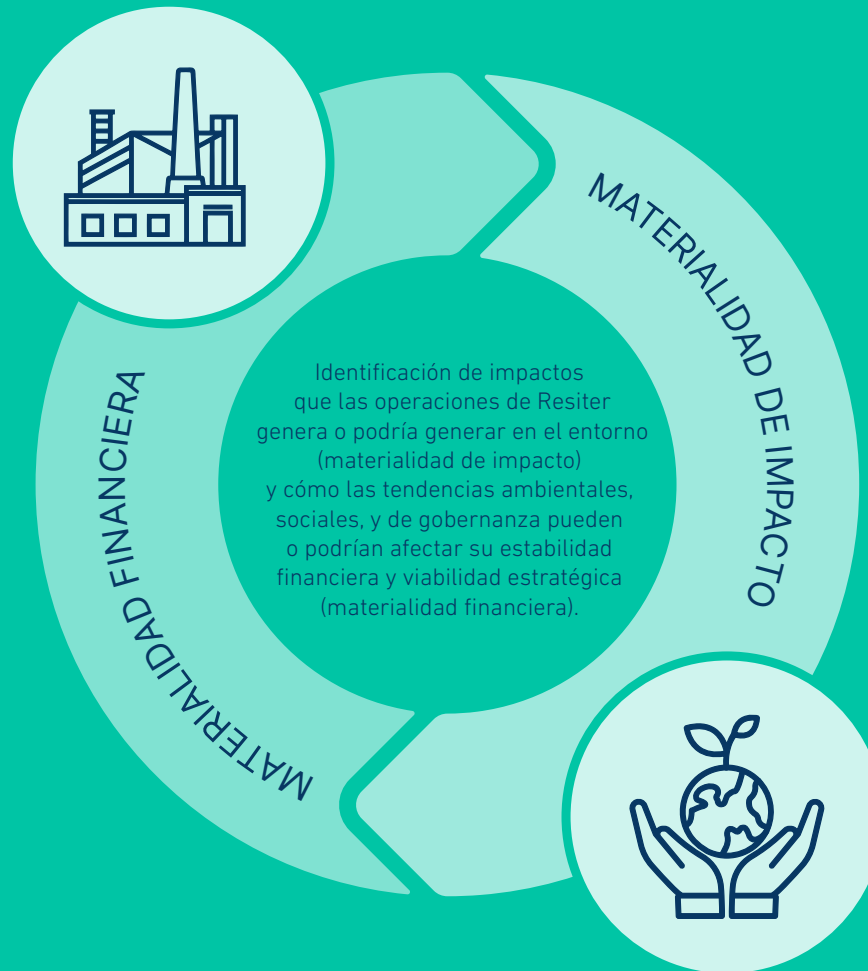 MATERIALIDAD DE IMPACTO
Identificación de impactos
que las operaciones de Resiter
genera o podría generar en el entorno
(materialidad de impacto)
y cómo las tendencias ambientales,
sociales, y de gobernanza pueden
o podrían afectar su estabilidad
financiera y viabilidad estratégica
(materialidad financiera).
MATERIALIDAD FINANCIERA